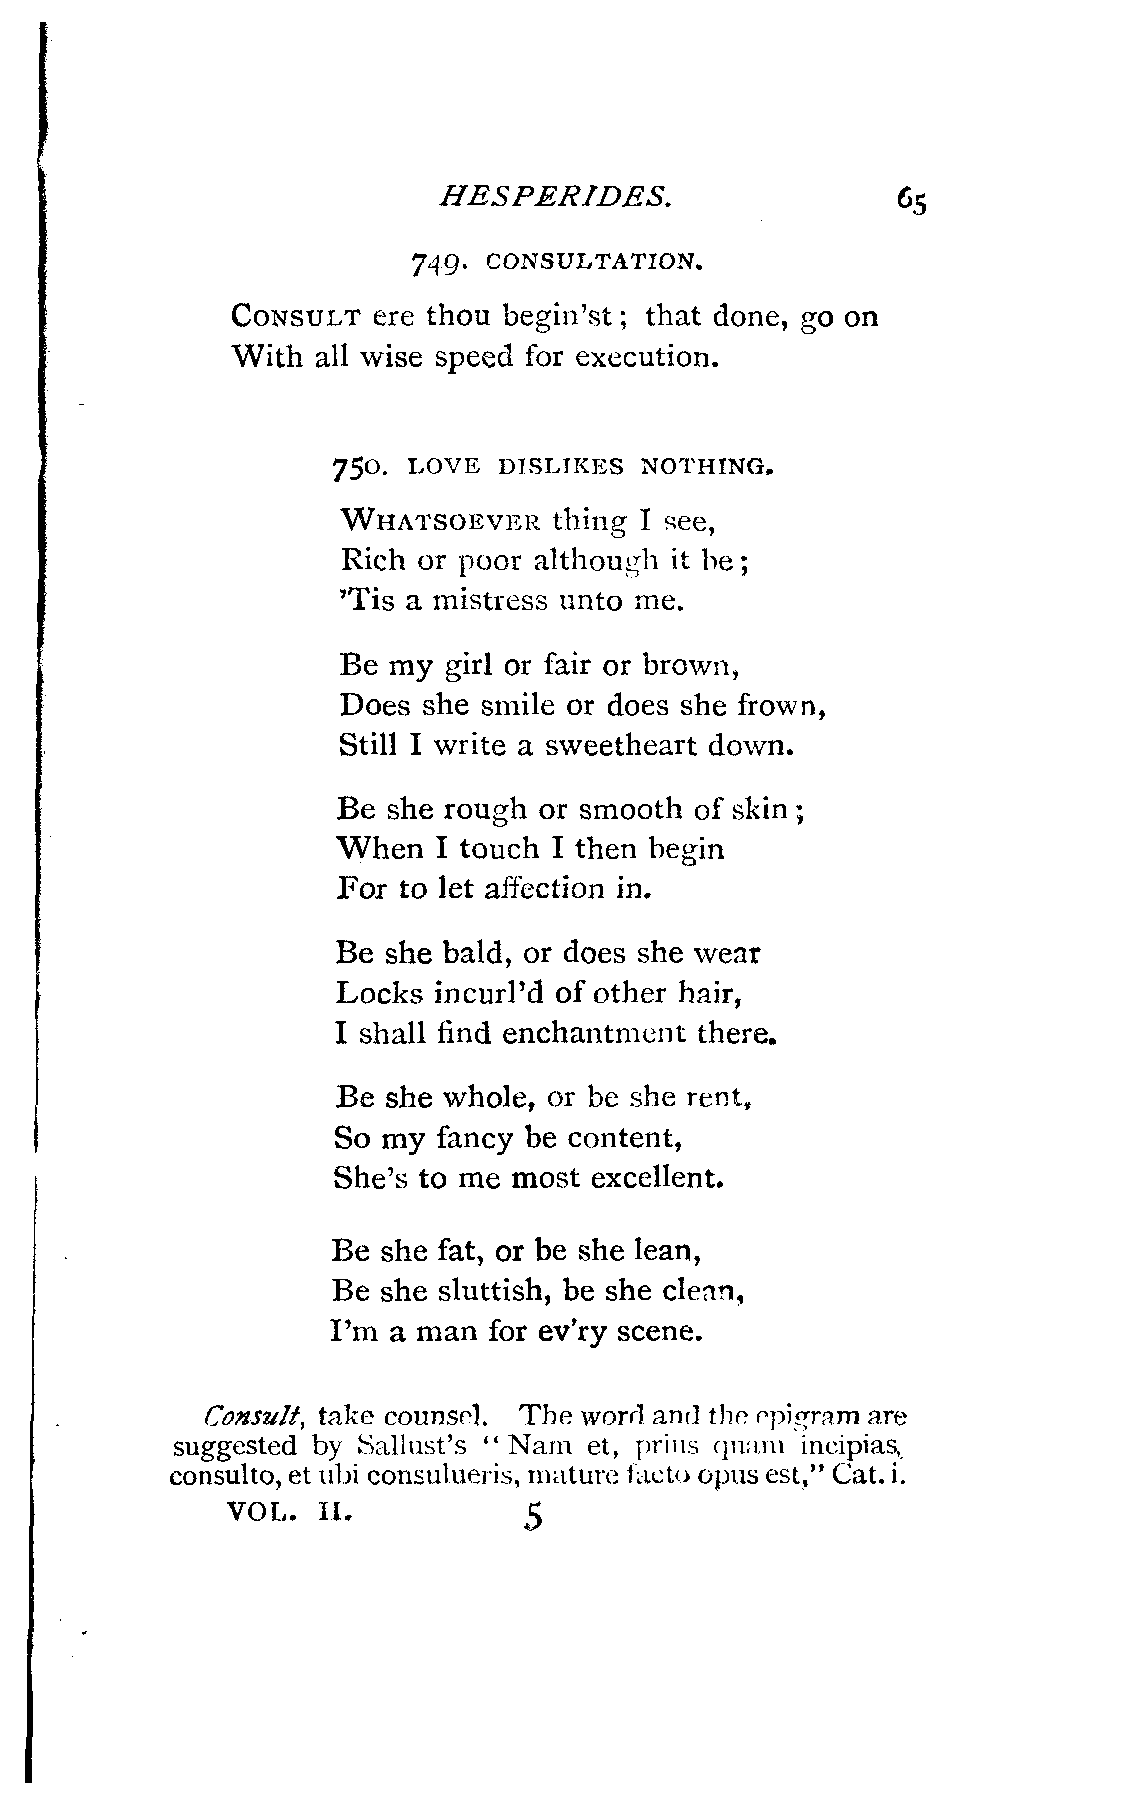 HESPERIDES. 65
749. CONSULTATION.
CONSULT ere thou begin'st; that done, go on
With all wise speed for execution.
750. LOVE DISLIKES NOTHING.
WHATSOEVER thing I see,
Rich or poor although it be;
'Tis a mistress unto me.
Be my girl or fair or brown,
Does she smile or does she frown,
Still I write a sweetheart down.
Be she rough or smooth of skin;
When I touch I then begin
For to let affection in.
Be she bald, or does she wear
Locks incurl'd of other hair,
I shall find enchantment there.
Be she whole, or be she rent,
So my fancy be content,
She's to me most excellent.
Be she fat, or be she lean,
Be she sluttish, be she clean,
I'm a man for ev'ry scene.
Consult, take counsel. The word and the epigram are
suggested by Sallust's "Nam et, prius quam incipias,
consulto, et ubi consulueris, mature facto opus est," Cat. i.
VOL. II. 5